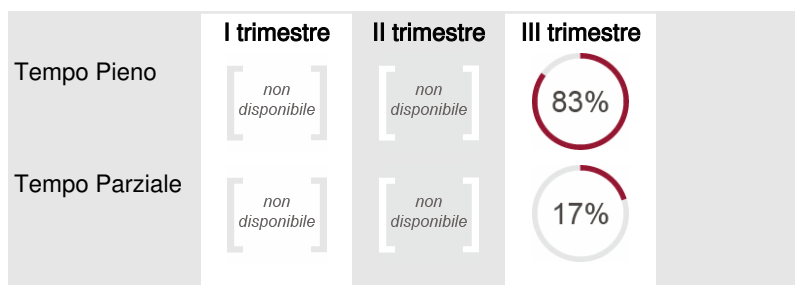 I trimestre II trimestre III trimestre
Tempo Pieno
non disponibile
non disponibile
83%
Tempo Parziale
non disponibile
non disponibile
17%